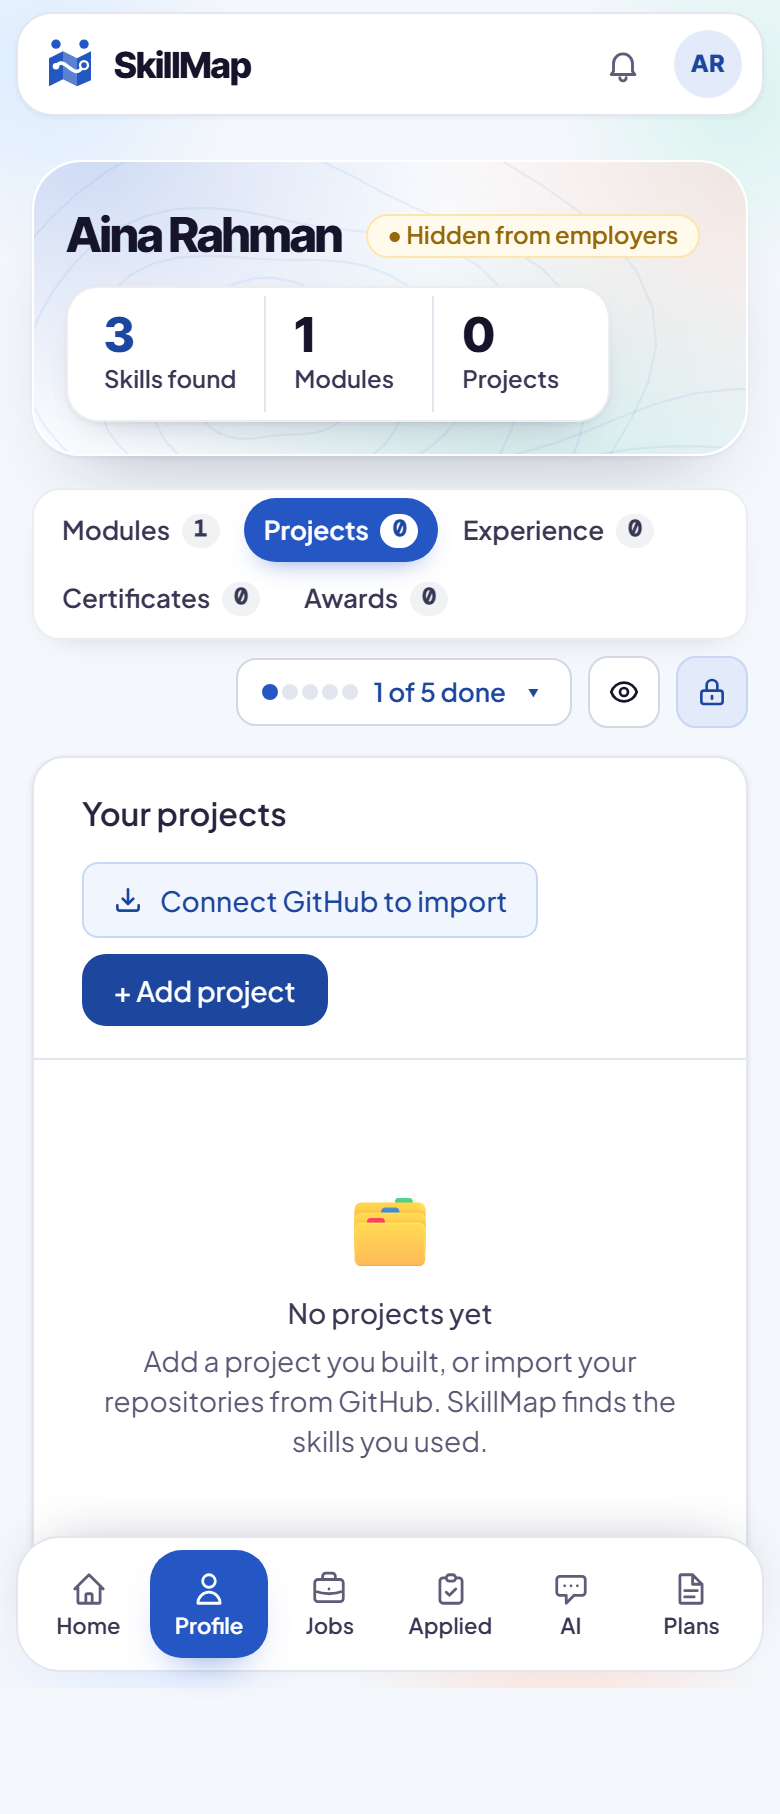 SkillMap
AR
Aina Rahman
Hidden from employers
3
Skills found
1
Modules
0
Projects
Modules 1
Projects 0
Experience 0
Certificates 0
Awards 0
1 of 5 done
Your projects
Connect GitHub to import
+ Add project
No projects yet
Add a project you built, or import your
repositories from GitHub. SkillMap finds the
skills you used.
Home
Profile
Jobs
Applied
AI
Plans